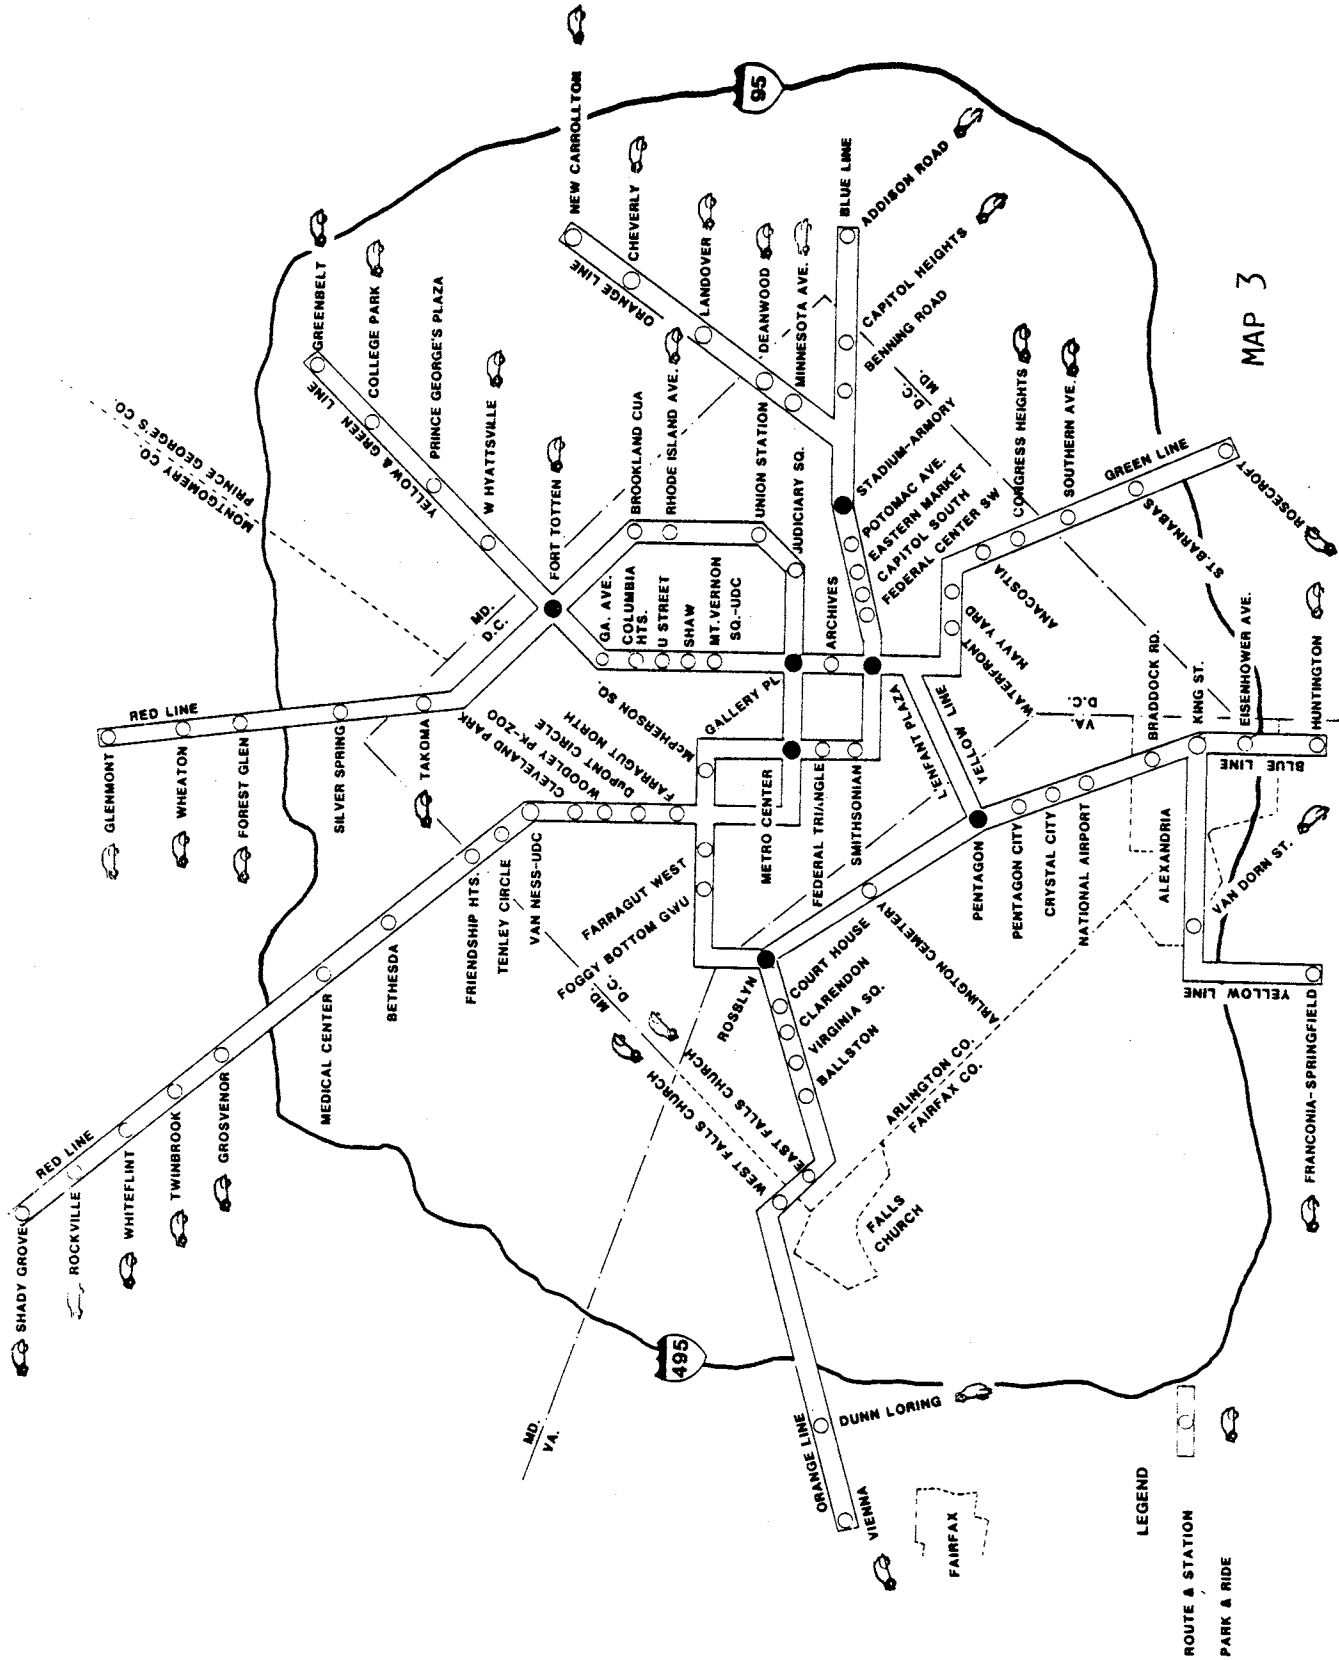 SHADY GROVE
RED LINE
ROCKVILLE
WHITEFLINT
TWINBROOK
GROSVENOR
MEDICAL CENTER
BETHESDA
FRIENDSHIP HTS.
TENLEY CIRCLE
VAN NESS-UDC
CLEVELAND PARK
WOODLEY PK-ZOO
DuPONT CIRCLE
FARRAGUT NORTH
McPHERSON SQ.
GALLERY PL
METRO CENTER
FEDERAL TRIANGLE
SMITHSONIAN
FARRAGUT WEST
FOGGY BOTTOM GWU
MD.
D.C.
ROSBLYN
GLENMONT
RED LINE
WHEATON
FOREST GLEN
SILVER SPRING
TAKOMA
MD.
D.C.
MONTGOMERY CO.
PRINCE GEORGE'S CO.
GREENBELT
YELLOW & GREEN LINE
COLLEGE PARK
PRINCE GEORGE'S PLAZA
W HYATTSVILLE
FORT TOTTEN
BROOKLAND CUA
RHODE ISLAND AVE.
UNION STATION
JUDICIARY SQ.
GA. AVE.
COLUMBIA
HTS.
U STREET
SHAW
MT. VERNON
SQ.-UDC
ARCHIVES
NEW CARROLLTON
ORANGE LINE
CHEVERLY
LANDOVER
DEANWOOD
MINNESOTA AVE.
95
BLUE LINE
ADDISON ROAD
CAPITOL HEIGHTS
BENNING ROAD
MD.
D.C.
STADIUM-ARMORY
POTOMAC AVE.
EASTERN MARKET
CAPITOL SOUTH
FEDERAL CENTER SW
L'ENFANT PLAZA
YELLOW LINE
WATERFRONT
NAVY YARD
ANACOSTIA
CONGRESS HEIGHTS
SOUTHERN AVE.
GREEN LINE
ST. BARNABAS
ROSECROFT
MAP 3
D.C.
VA.
PENTAGON
PENTAGON CITY
CRYSTAL CITY
NATIONAL AIRPORT
BRADDOCK RD.
KING ST.
EISENHOWER AVE.
HUNTINGTON
BLUE LINE
ALEXANDRIA
VAN DORN ST.
YELLOW LINE
FRANCONIA-SPRINGFIELD
ARLINGTON CEMETERY
COURT HOUSE
CLARENDON
VIRGINIA SQ.
BALLSTON
EAST FALLS CHURCH
WEST FALLS CHURCH
ARLINGTON CO.
FAIRFAX CO.
FALLS
CHURCH
495
MD.
VA.
ORANGE LINE
DUNN LORING
VIENNA
FAIRFAX
LEGEND
ROUTE & STATION
PARK & RIDE